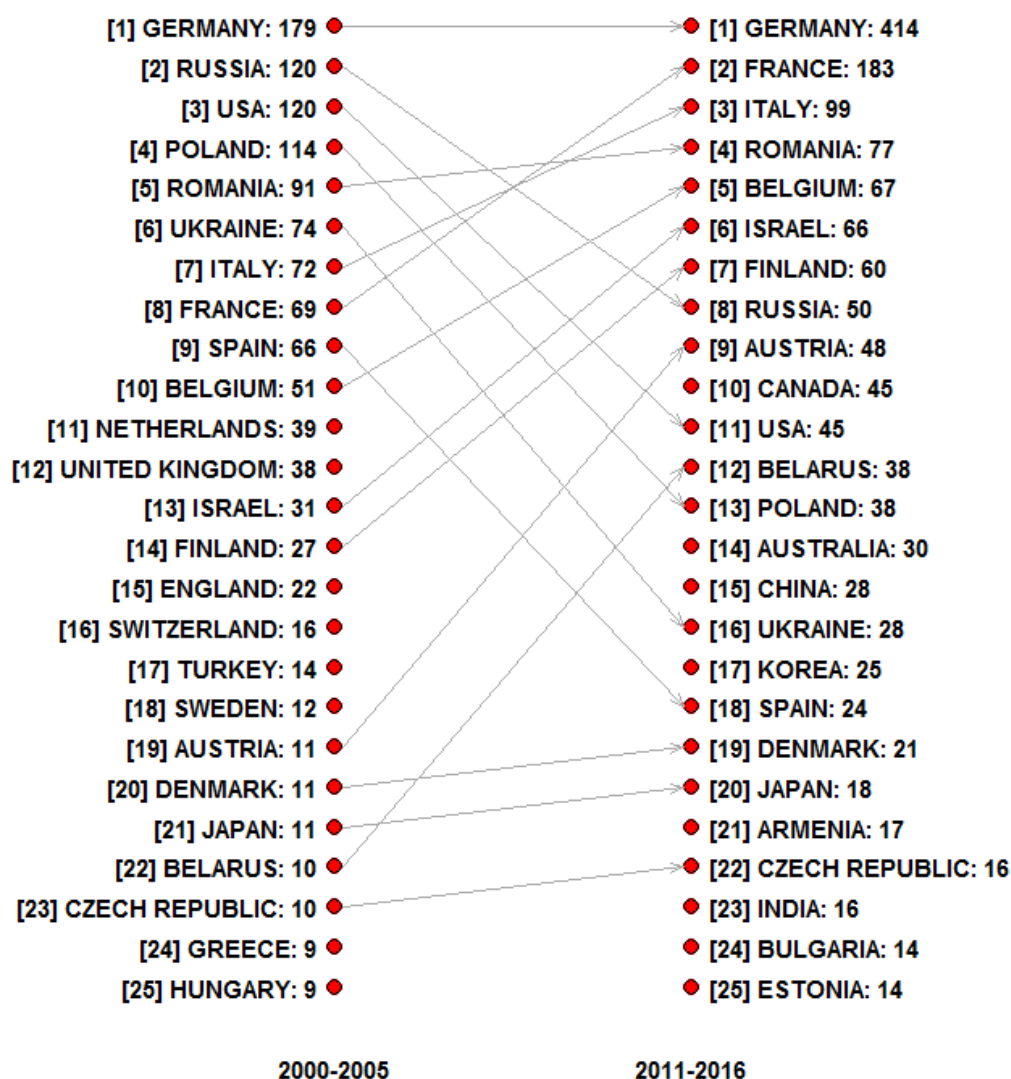 [1] GERMANY: 179
[2] RUSSIA: 120
[3] USA: 120
[4] POLAND: 114
[5] ROMANIA: 91
[6] UKRAINE: 74
[7] ITALY: 72
[8] FRANCE: 69
[9] SPAIN: 66
[10] BELGIUM: 51
[11] NETHERLANDS: 39
[12] UNITED KINGDOM: 38
[13] ISRAEL: 31
[14] FINLAND: 27
[15] ENGLAND: 22
[16] SWITZERLAND: 16
[17] TURKEY: 14
[18] SWEDEN: 12
[19] AUSTRIA: 11
[20] DENMARK: 11
[21] JAPAN: 11
[22] BELARUS: 10
[23] CZECH REPUBLIC: 10
[24] GREECE: 9
[25] HUNGARY: 9
2000-2005
[1] GERMANY: 414
[2] FRANCE: 183
[3] ITALY: 99
[4] ROMANIA: 77
[5] BELGIUM: 67
[6] ISRAEL: 66
[7] FINLAND: 60
[8] RUSSIA: 50
[9] AUSTRIA: 48
[10] CANADA: 45
[11] USA: 45
[12] BELARUS: 38
[13] POLAND: 38
[14] AUSTRALIA: 30
[15] CHINA: 28
[16] UKRAINE: 28
[17] KOREA: 25
[18] SPAIN: 24
[19] DENMARK: 21
[20] JAPAN: 18
[21] ARMENIA: 17
[22] CZECH REPUBLIC: 16
[23] INDIA: 16
[24] BULGARIA: 14
[25] ESTONIA: 14
2011-2016